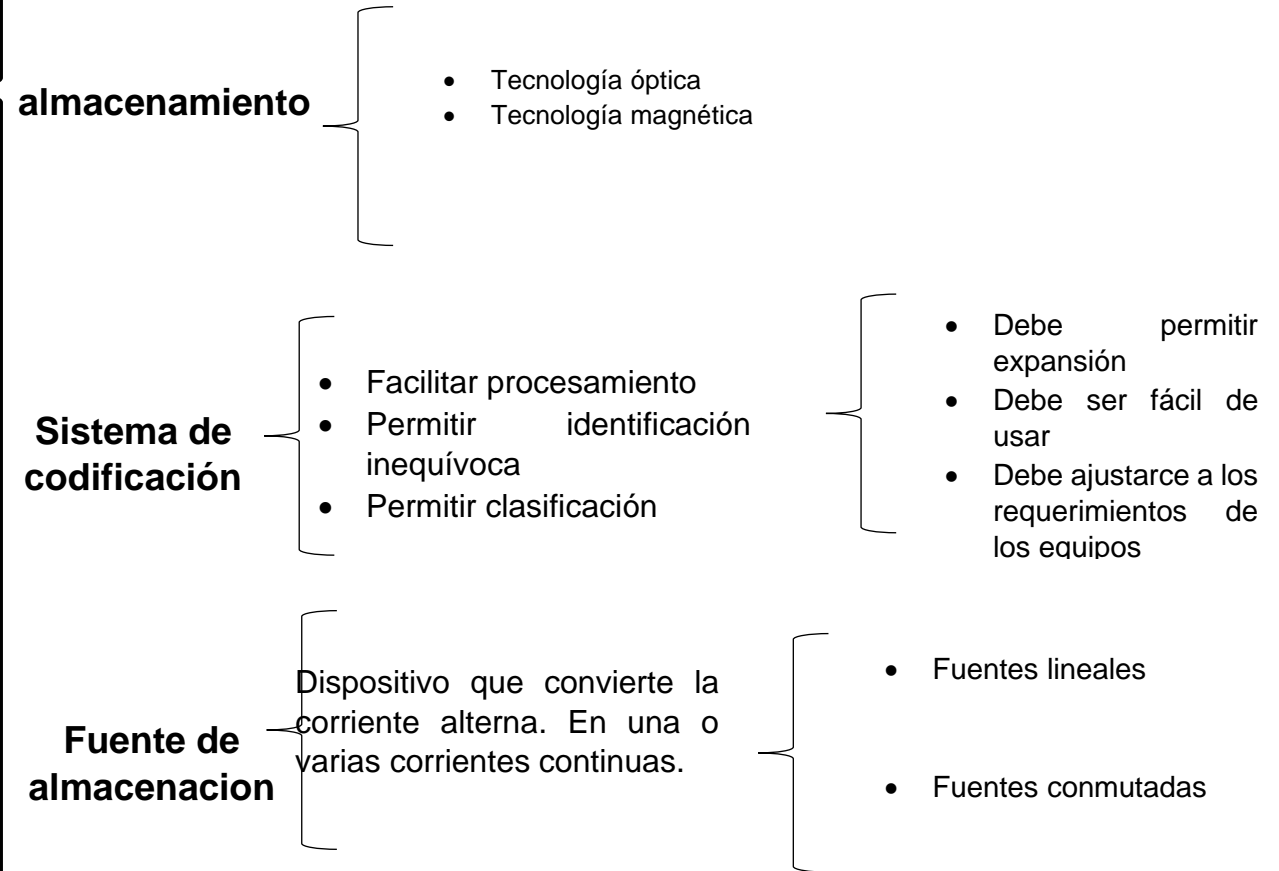 almacenamiento
• Tecnología óptica
• Tecnología magnética
Sistema de
codificación
• Facilitar procesamiento
• Permitir identificación
inequívoca
• Permitir clasificación
• Debe permitir
expansión
• Debe ser fácil de
usar
• Debe ajustarce a los
requerimientos de
los equipos
Fuente de
almacenacion
Dispositivo que convierte la
corriente alterna. En una o
varias corrientes continuas.
• Fuentes lineales
• Fuentes conmutadas